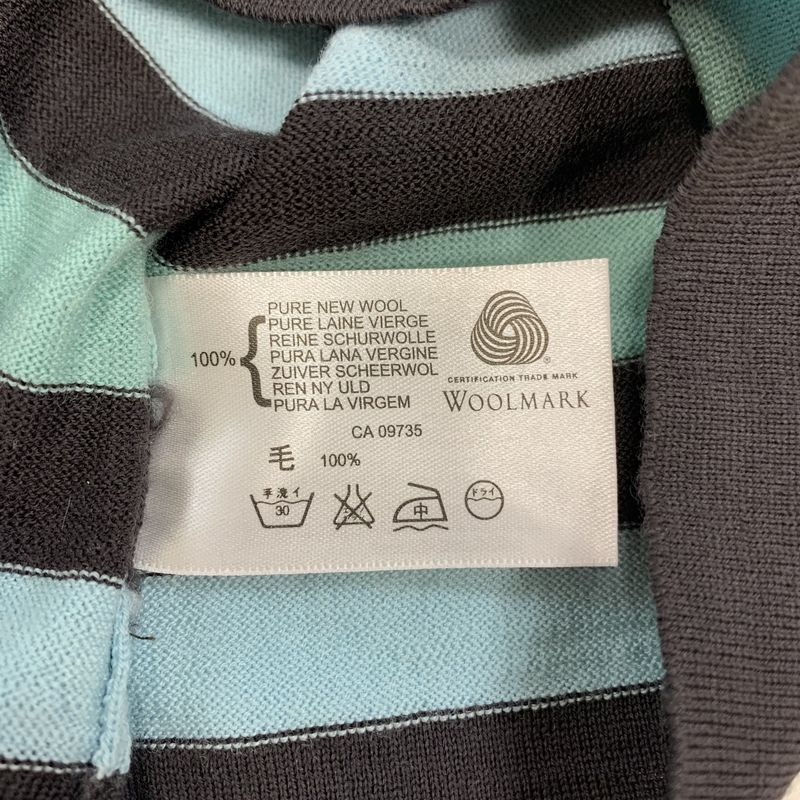 PURE NEW WOOL
PURE LAINE VIERGE
REINE SCHURWOLLE
100% PURA LANA VERGINE
ZUIVER SCHEERWOL
REN NY ULD
PURA LA VIRGEM
®
CERTIFICATION TRADE MARK
WOOLMARK
CA 09735
毛 100%
手洗イ
30
中
ドライ